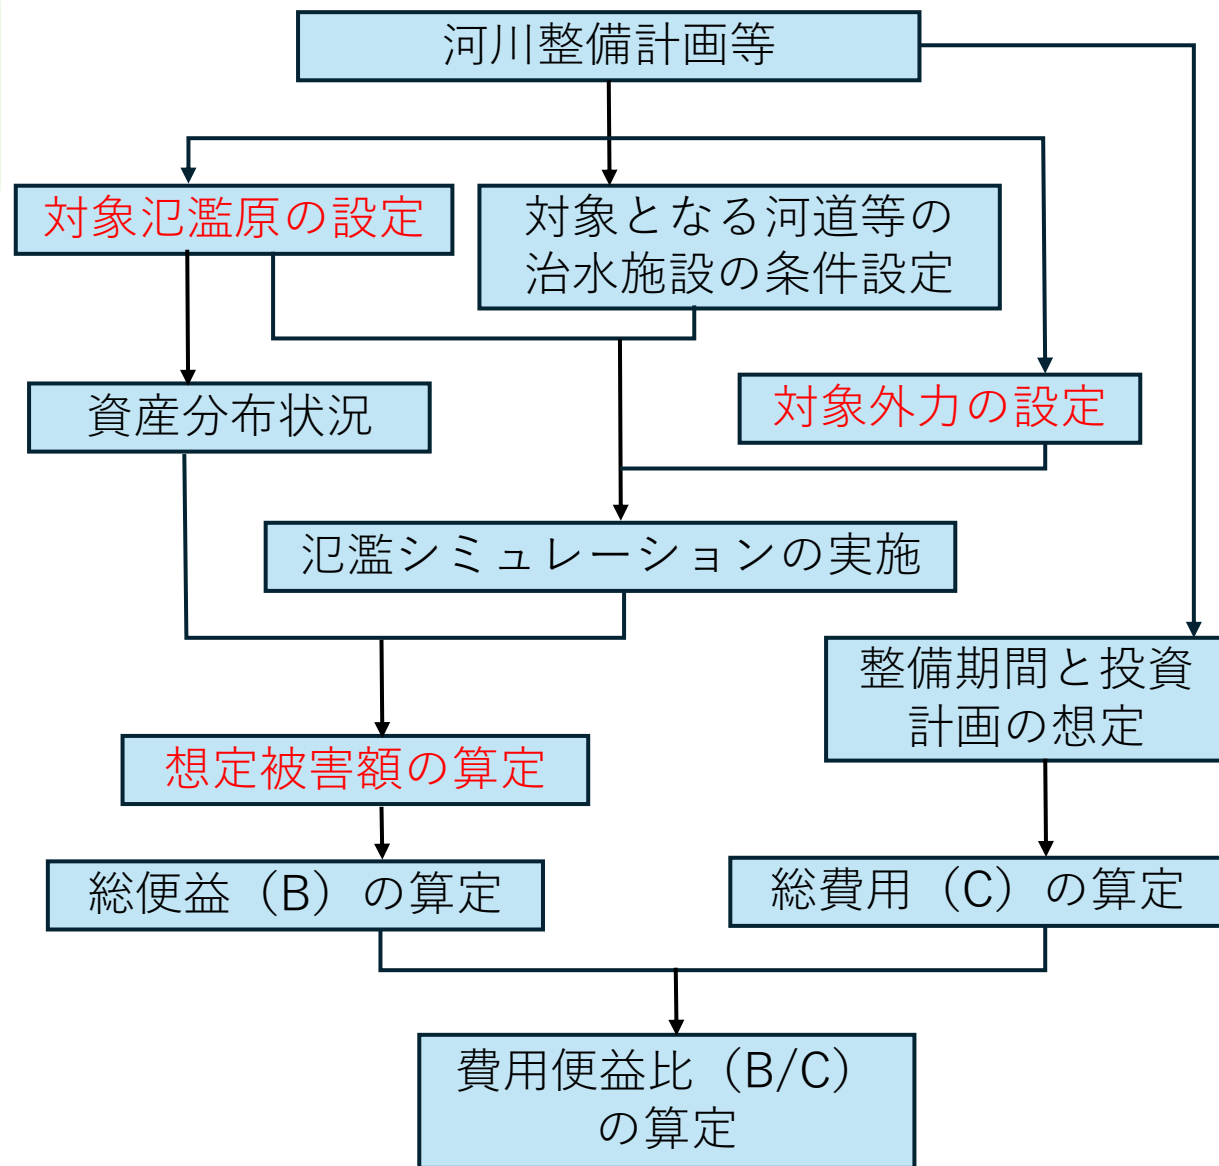 河川整備計画等
対象氾濫原の設定
対象となる河道等の
治水施設の条件設定
資産分布状況
対象外力の設定
氾濫シミュレーションの実施
整備期間と投資
計画の想定
想定被害額の算定
総便益（B）の算定
総費用（C）の算定
費用便益比（B/C）
の算定